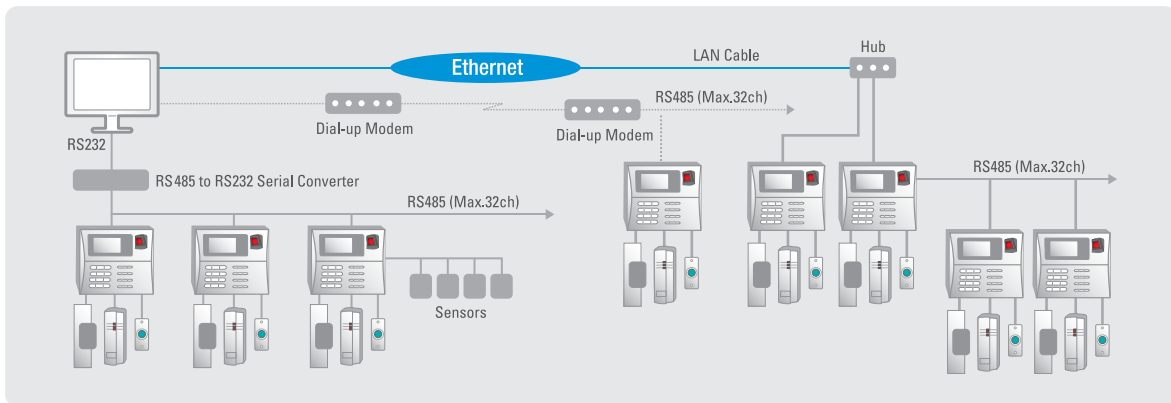 Ethernet
LAN Cable
Hub
Dial-up Modem
RS485 (Max.32ch)
Dial-up Modem
RS232
RS485 to RS232 Serial Converter
RS485 (Max.32ch)
RS485 (Max.32ch)
Sensors